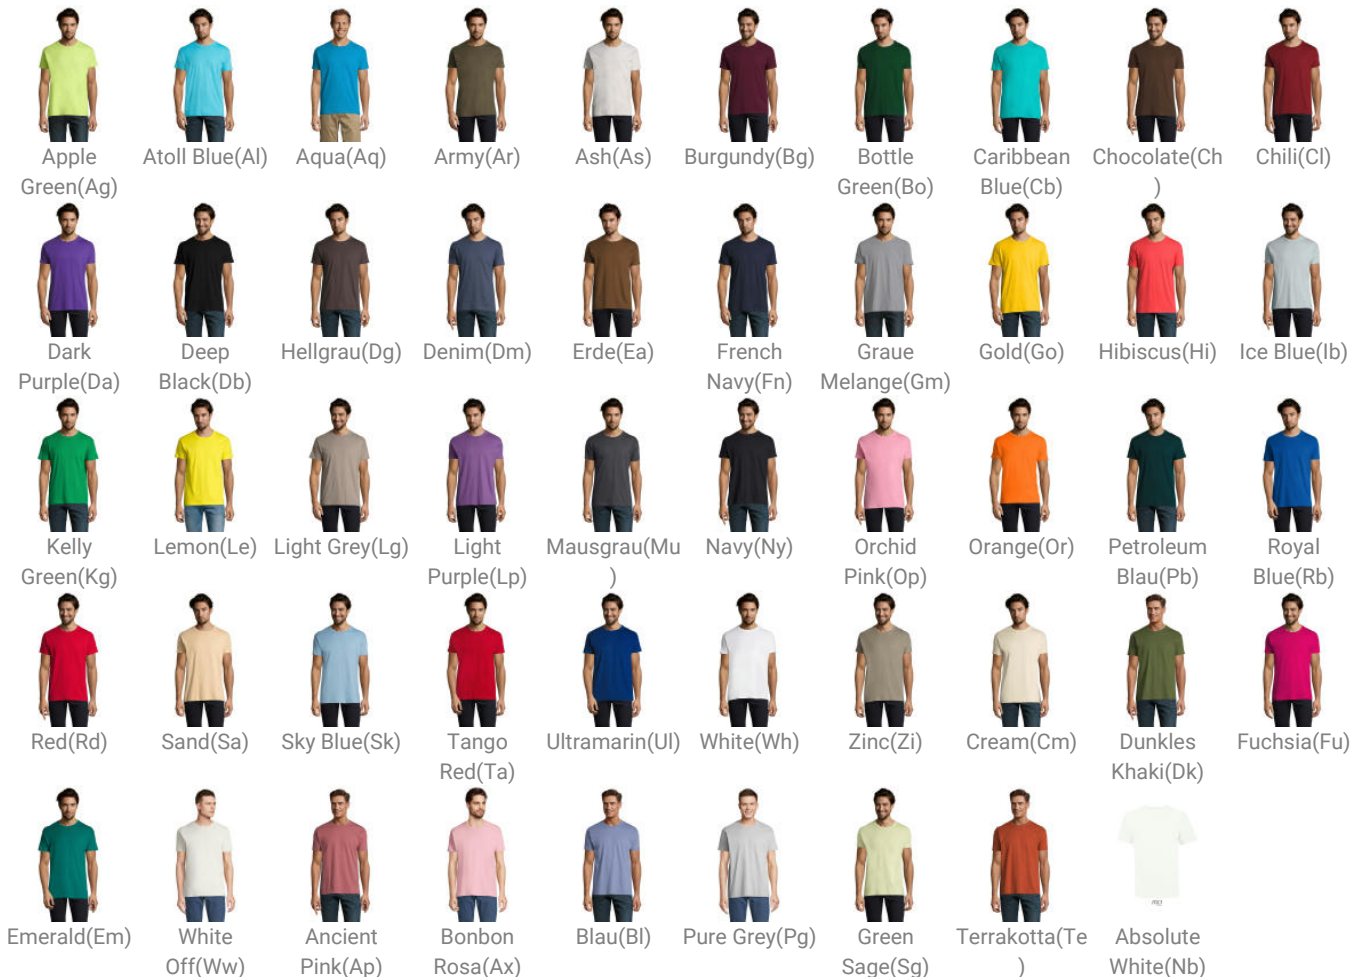 Apple Green(Ag)
Atoll Blue(Al)
Aqua(Aq)
Army(Ar)
Ash(As)
Burgundy(Bg)
Bottle Green(Bo)
Caribbean Blue(Cb)
Chocolate(Ch)
Chili(Cl)
Dark Purple(Da)
Deep Black(Db)
Hellgrau(Dg)
Denim(Dm)
Erde(Ea)
French Navy(Fn)
Graue Melange(Gm)
Gold(Go)
Hibiscus(Hi)
Ice Blue(Ib)
Kelly Green(Kg)
Lemon(Le)
Light Grey(Lg)
Light Purple(Lp)
Mausgrau(Mu)
Navy(Ny)
Orchid Pink(Op)
Orange(Or)
Petroleum Blau(Pb)
Royal Blue(Rb)
Red(Rd)
Sand(Sa)
Sky Blue(Sk)
Tango Red(Ta)
Ultramarin(Ul)
White(Wh)
Zinc(Zi)
Cream(Cm)
Dunkles Khaki(Dk)
Fuchsia(Fu)
Emerald(Em)
White Off(Ww)
Ancient Pink(Ap)
Bonbon Rosa(Ax)
Blau(Bl)
Pure Grey(Pg)
Green Sage(Sg)
Terrakotta(Te)
Absolute White(Nb)